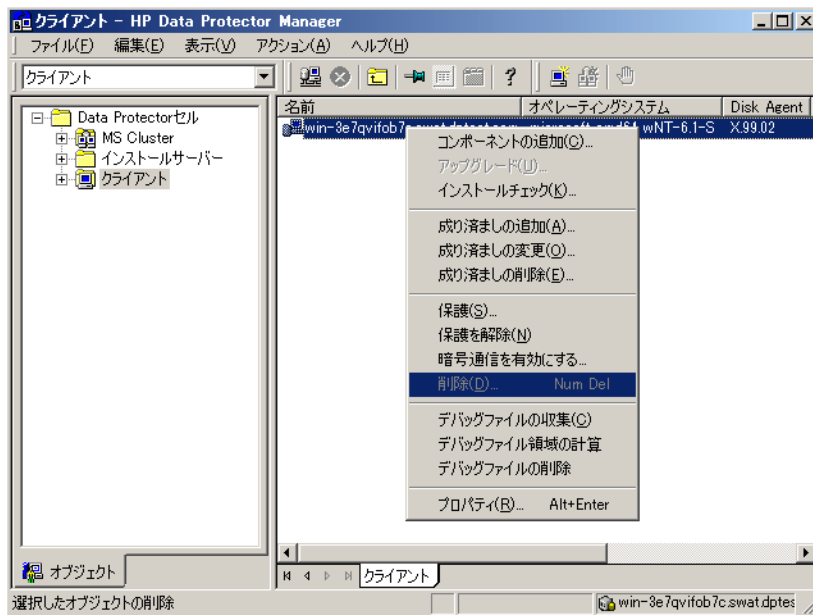 クライアント - HP Data Protector Manager
ファイル(F) 編集(E) 表示(V) アクション(A) ヘルプ(H)
クライアント
Data Protectorセル
MS Cluster
インストールサーバー
クライアント
名前 オペレーティングシステム Disk Agent
win-3e7qvifob7c.swat.dptest.com microsoft amd64 wNT-6.1-S X.99.02
コンポーネントの追加(C)...
アップグレード(U)...
インストールチェック(K)...
成り済ましの追加(A)...
成り済ましの変更(O)...
成り済ましの削除(E)...
保護(S)...
保護を解除(N)
暗号通信を有効にする...
削除(D)... Num Del
デバッグファイルの収集(C)
デバッグファイル領域の計算
デバッグファイルの削除
プロパティ(R)... Alt+Enter
オブジェクト
クライアント
選択したオブジェクトの削除
win-3e7qvifob7c.swat.dptes